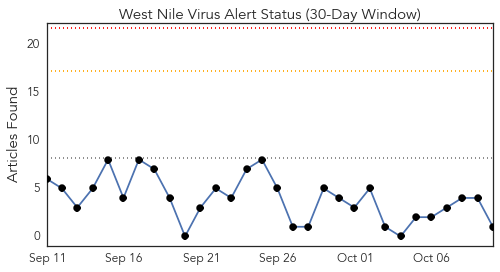 West Nile Virus Alert Status (30-Day Window)
Articles Found
20
15
10
5
0
Sep 11 Sep 16 Sep 21 Sep 26 Oct 01 Oct 06